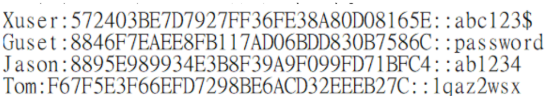 Xuser:572403BE7D7927FF36FE38A80D08165E::abc123$
Guset:8846F7EAEE8FB117AD06BDD830B7586C::password
Jason:8895E989934E3B8F39A9F099FD71BFC4::ab1234
Tom:F67F5E3F66EFD7298BE6ACD32EEEB27C::1qaz2wsx